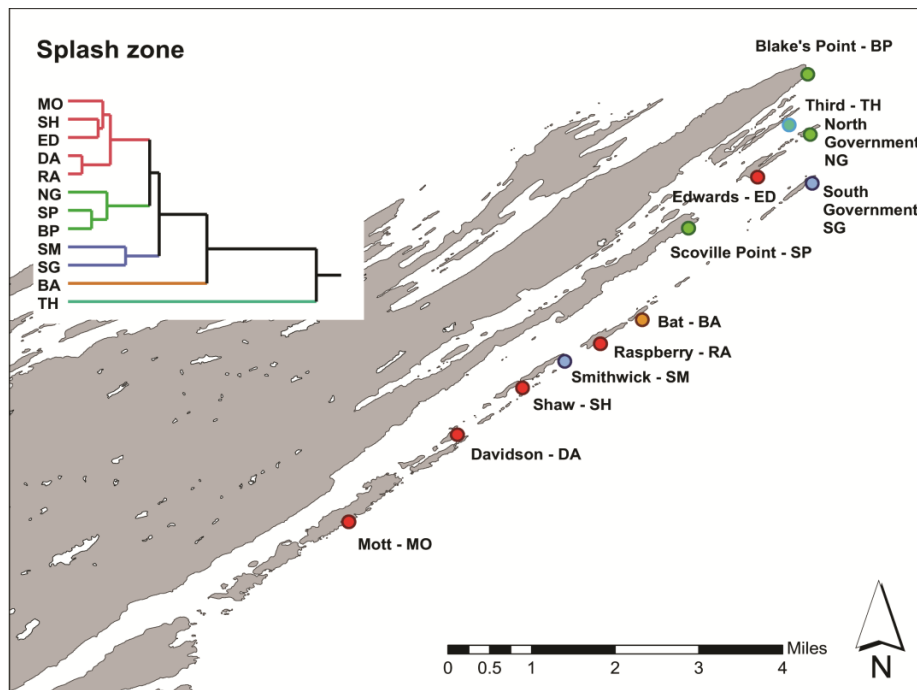 Splash zone
MO
SH
ED
DA
RA
NG
SP
BP
SM
SG
BA
TH
Blake's Point - BP
Third - TH
North
Government
NG
Edwards - ED
South
Government
SG
Scoville Point - SP
Bat - BA
Raspberry - RA
Smithwick - SM
Shaw - SH
Davidson - DA
Mott - MO
Miles
0 0.5 1 2 3 4
N